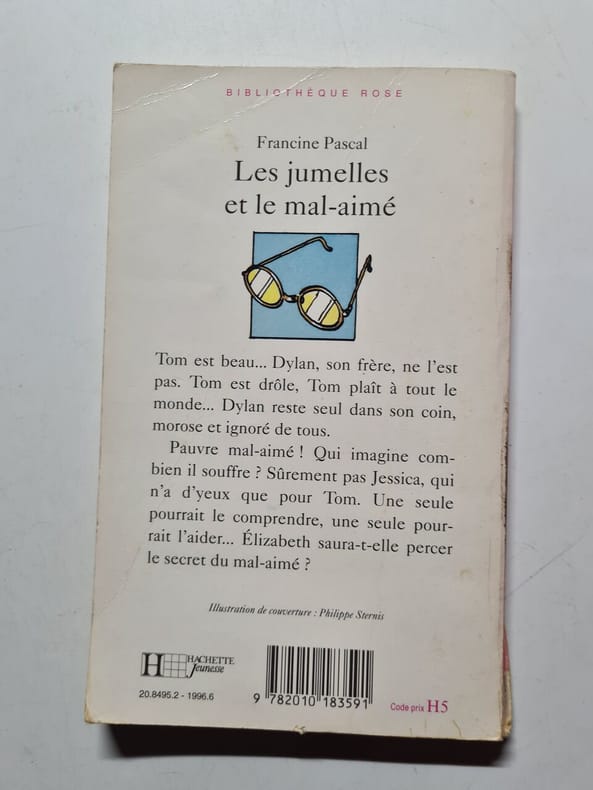 BIBLIOTHÈQUE ROSE
Francine Pascal
Les jumelles
et le mal-aimé
Tom est beau... Dylan, son frère, ne l'est
pas. Tom est drôle, Tom plaît à tout le
monde... Dylan reste seul dans son coin,
morose et ignoré de tous.
Pauvre mal-aimé ! Qui imagine com-
bien il souffre ? Sûrement pas Jessica, qui
n'a d'yeux que pour Tom. Une seule
pourrait le comprendre, une seule pour-
rait l'aider... Élizabeth saura-t-elle percer
le secret du mal-aimé ?
Illustration de couverture : Philippe Sternis
H HACHETTE
Jeunesse
20.8495.2 - 1996.6
9 782010 183591
Code prix H5